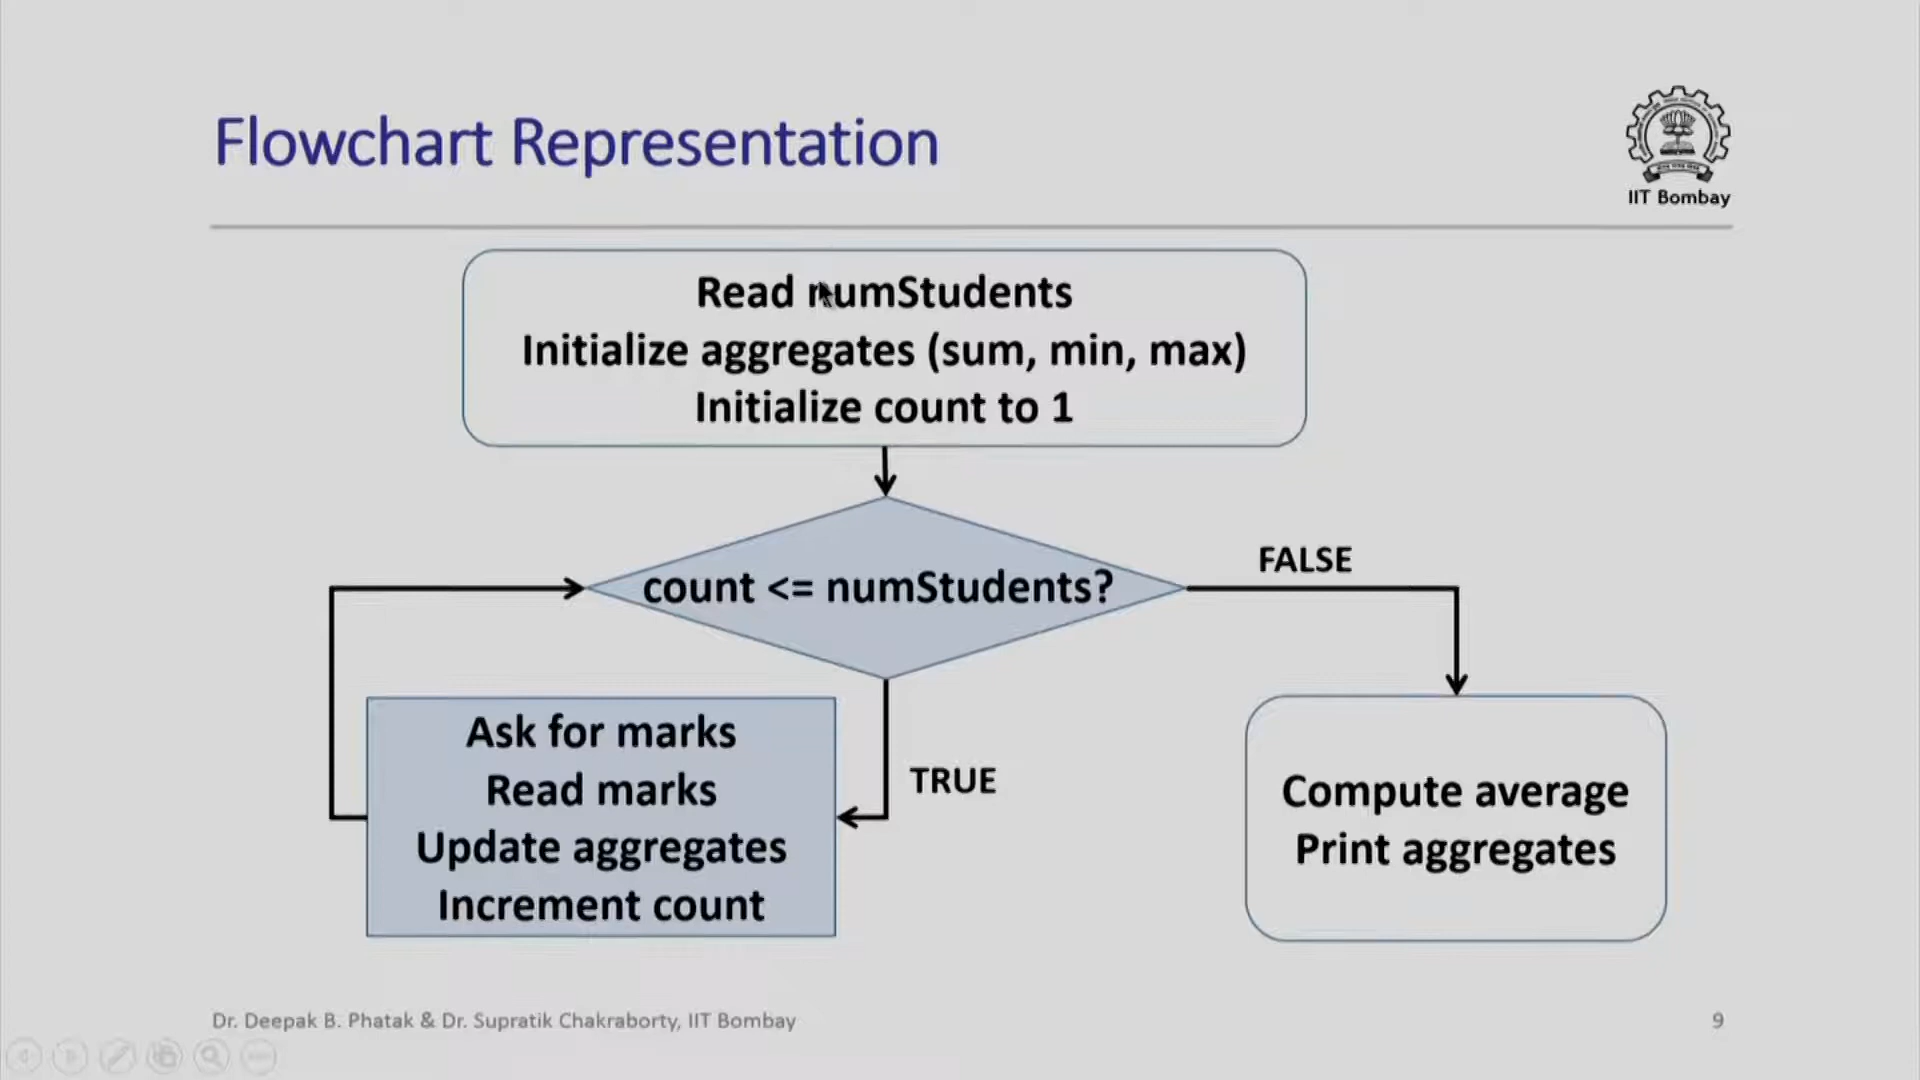 Flowchart Representation
IIT Bombay
Read numStudents
Initialize aggregates (sum, min, max)
Initialize count to 1
count <= numStudents?
FALSE
TRUE
Ask for marks
Read marks
Update aggregates
Increment count
Compute average
Print aggregates
Dr. Deepak B. Phatak & Dr. Supratik Chakraborty, IIT Bombay
9